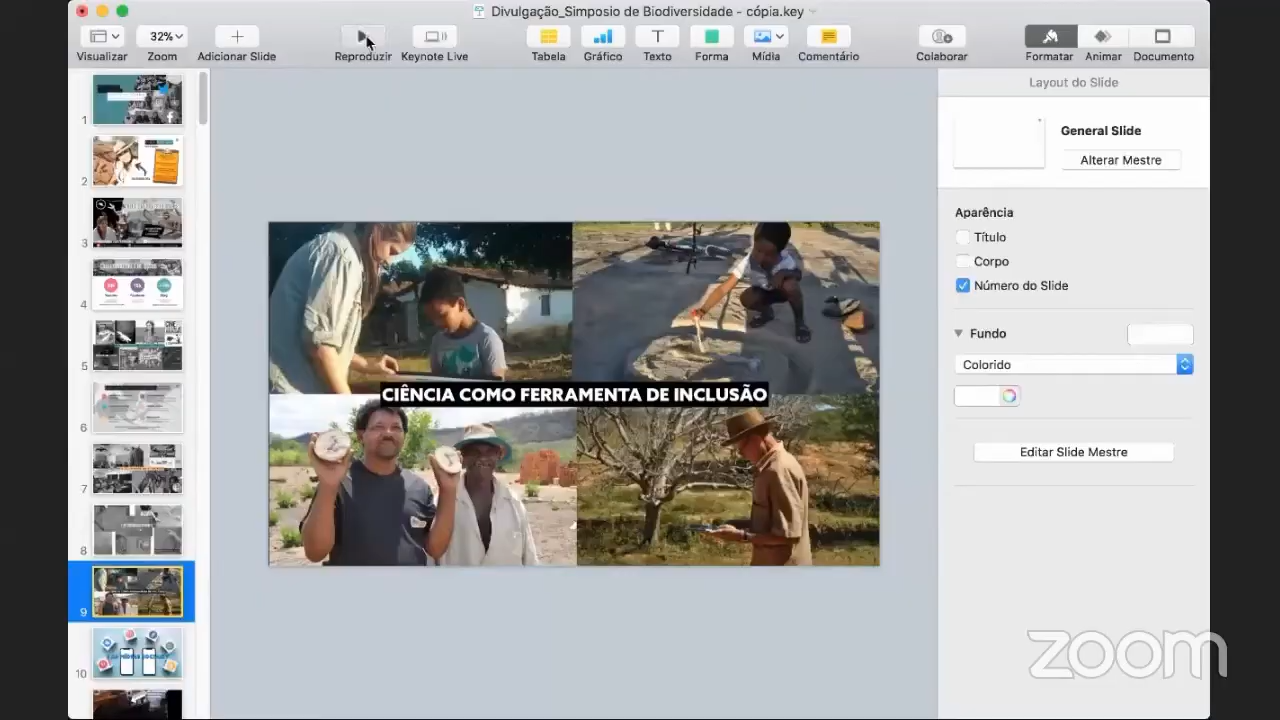 Divulgação_Simposio de Biodiversidade - cópia.key
32%
Visualizar
Zoom
Adicionar Slide
Reproduzir
Keynote Live
Tabela
Gráfico
Texto
Forma
Mídia
Comentário
Colaborar
Formatar
Animar
Documento
Layout do Slide
General Slide
Alterar Mestre
Aparência
Título
Corpo
Número do Slide
Fundo
Colorido
Editar Slide Mestre
1
2
3
4
5
6
7
8
9
10
CIÊNCIA COMO FERRAMENTA DE INCLUSÃO
zoom